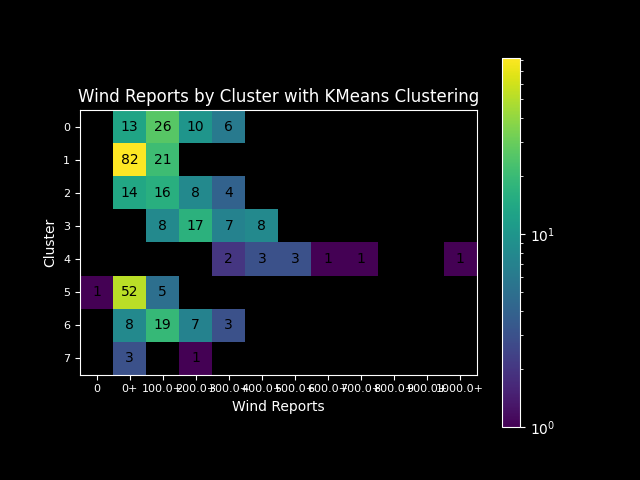 Wind Reports by Cluster with KMeans Clustering
0 13 26 10 6
1 82 21
2 14 16 8 4
3 8 17 7 8
4 2 3 3 1 1 1
5 1 52 5
6 8 19 7 3
7 3 1
Cluster
0 0+ 100.0+ 200.0+ 300.0+ 400.0+ 500.0+ 600.0+ 700.0+ 800.0+ 900.0+ 1000.0+
Wind Reports
10¹
10⁰